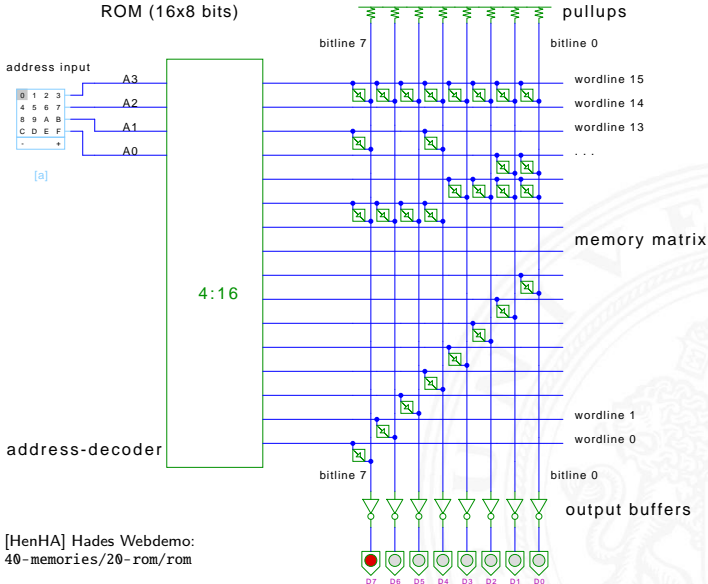 ROM (16x8 bits)
pullups
bitline 7
bitline 0
address input
A3
wordline 15
0 1 2 3
4 5 6 7
A2
wordline 14
8 9 A B
A1
wordline 13
C D E F
- +
A0
. . .
[a]
memory matrix
4:16
wordline 1
wordline 0
address-decoder
bitline 7
bitline 0
output buffers
[HenHA] Hades Webdemo:
40-memories/20-rom/rom
D7 D6 D5 D4 D3 D2 D1 D0